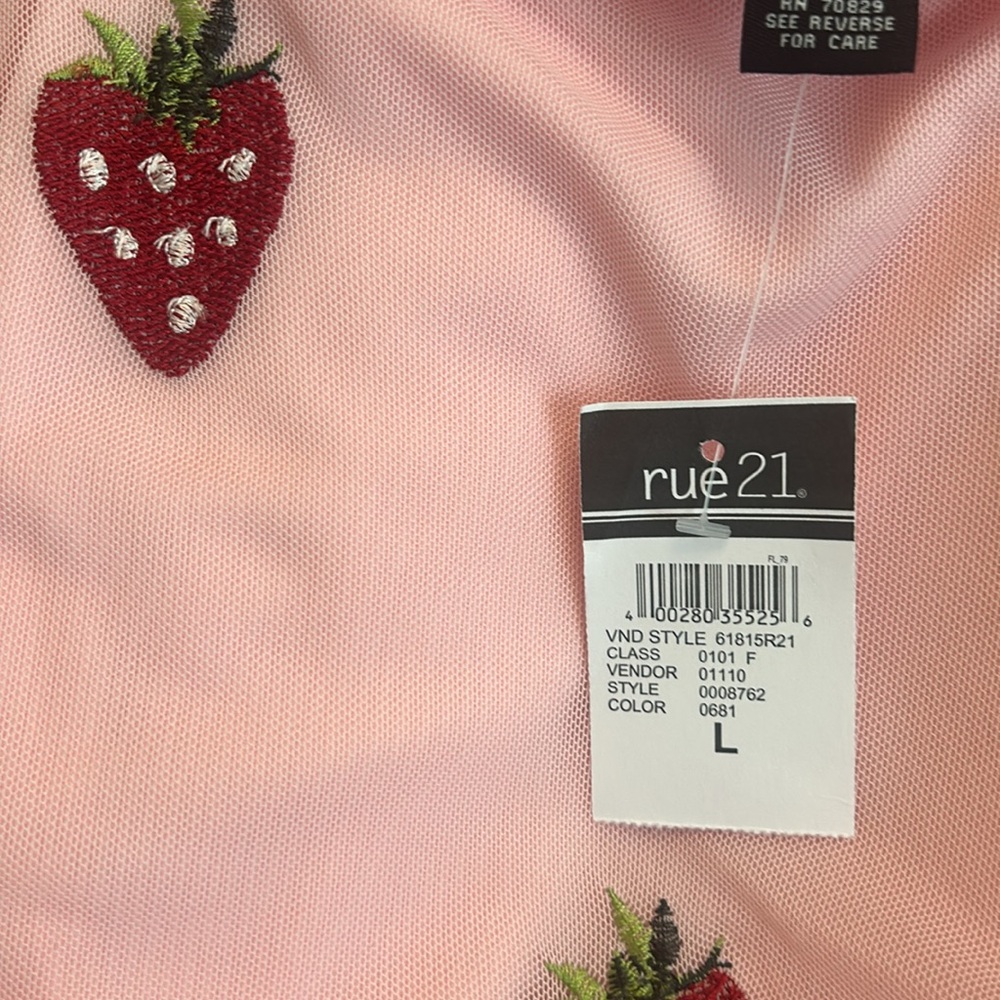 RN 70829
SEE REVERSE
FOR CARE
rue21®
FL_79
4 00280 35525 6
VND STYLE 61815R21
CLASS 0101 F
VENDOR 01110
STYLE 0008762
COLOR 0681
L